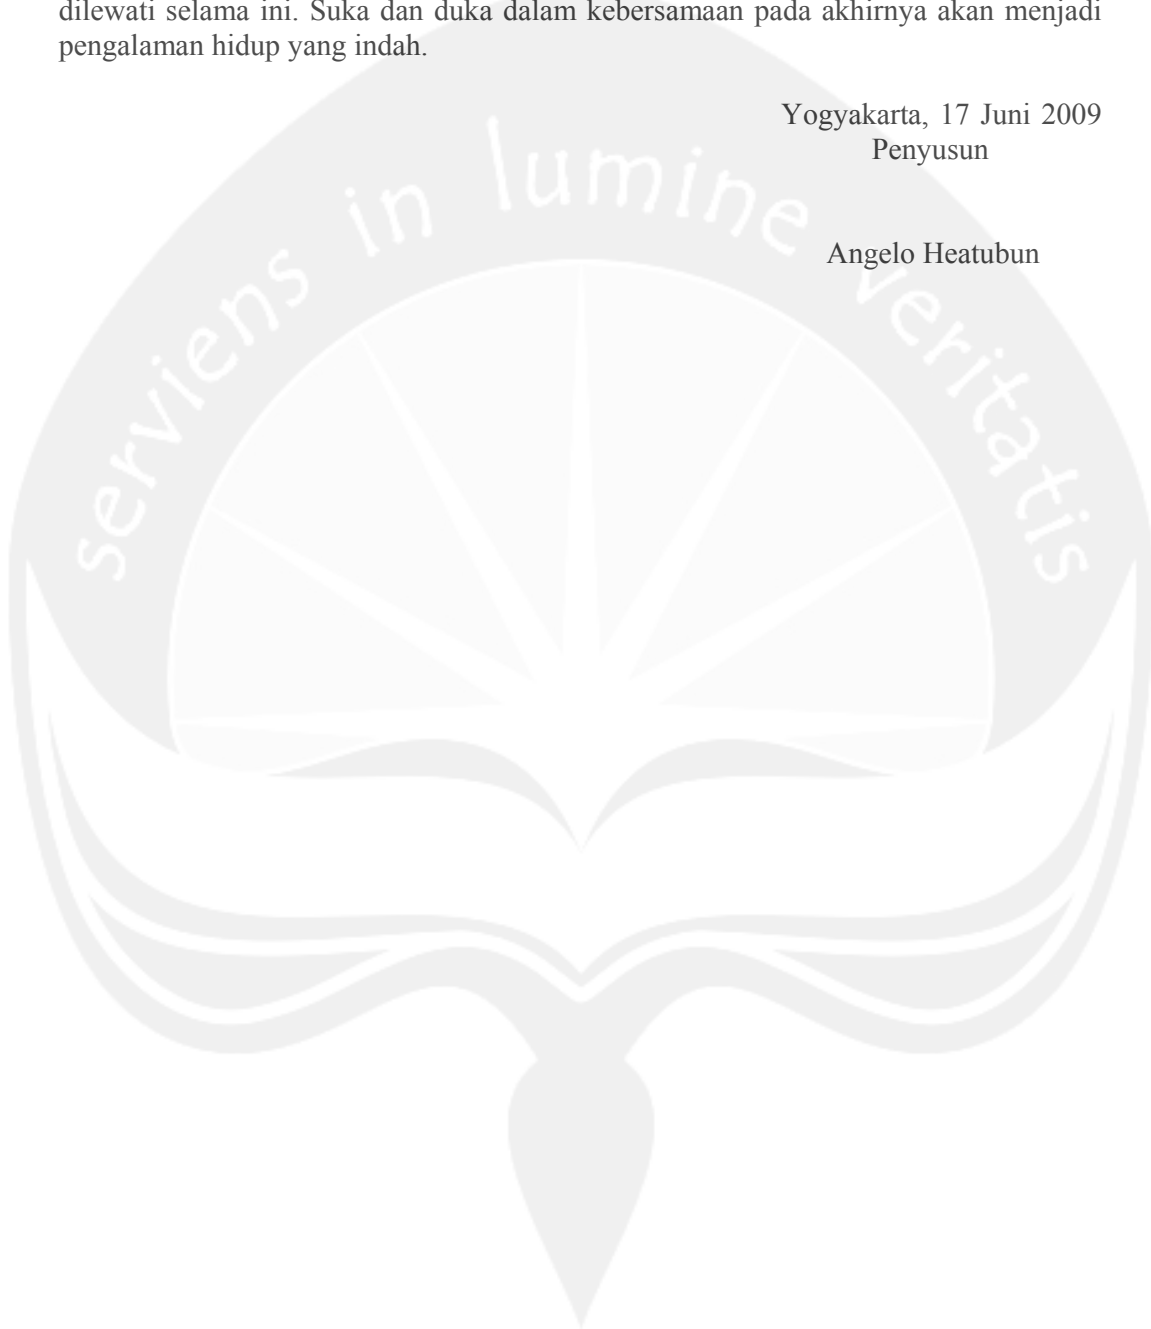 dilewati selama ini. Suka dan duka dalam kebersamaan pada akhirnya akan menjadi
pengalaman hidup yang indah.
Yogyakarta, 17 Juni 2009
Penyusun
Angelo Heatubun
serviens in lumine veritatis